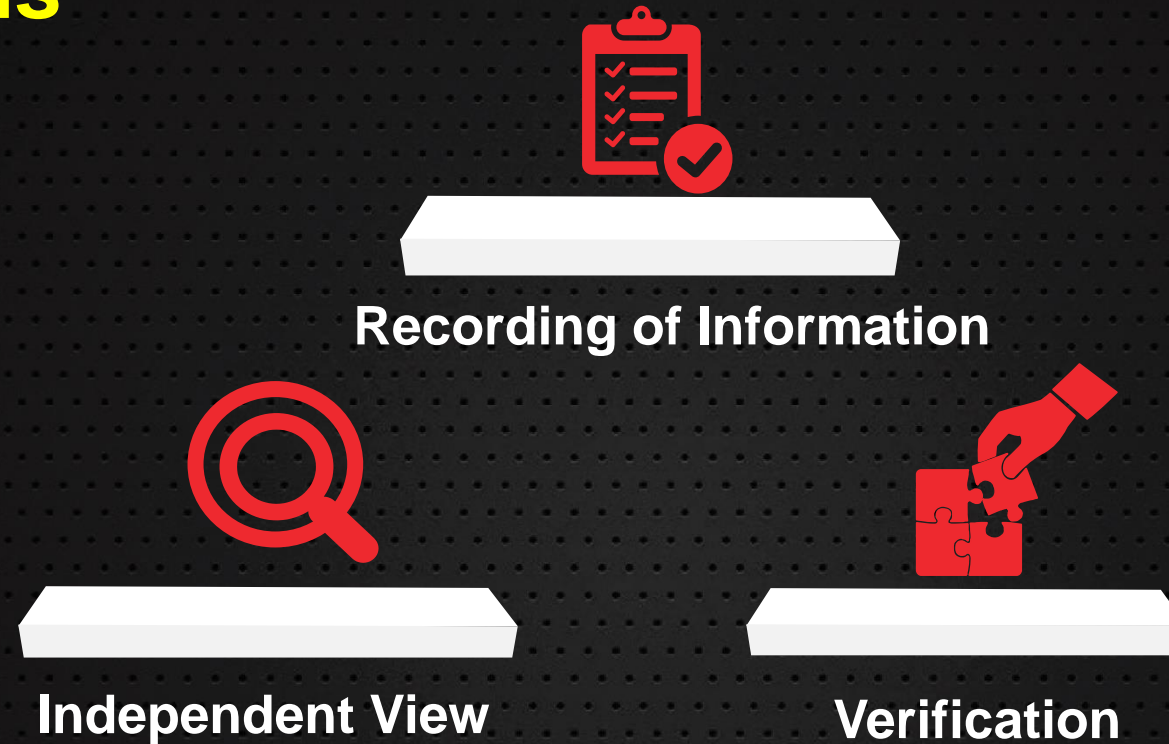 Recording of Information
Independent View
Verification